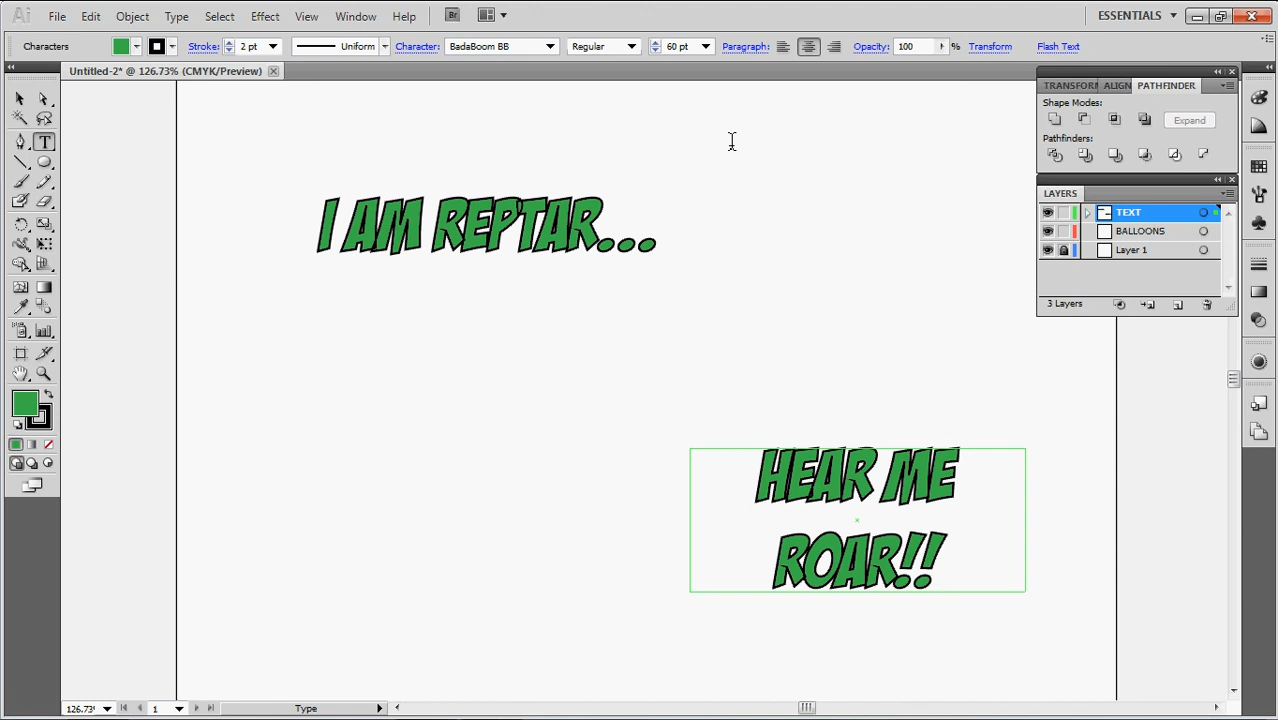 Ai File Edit Object Type Select Effect View Window Help Br ESSENTIALS
Characters Stroke: 2 pt Uniform Character: BadaBoom BB Regular 60 pt Paragraph: Opacity: 100 % Transform Flash Text
Untitled-2* @ 126.73% (CMYK/Preview)
TRANSFORM ALIGN PATHFINDER
Shape Modes:
Expand
Pathfinders:
LAYERS
TEXT
BALLOONS
Layer 1
3 Layers
I AM REPTAR...
HEAR ME
ROAR!!
126.73% 1 Type